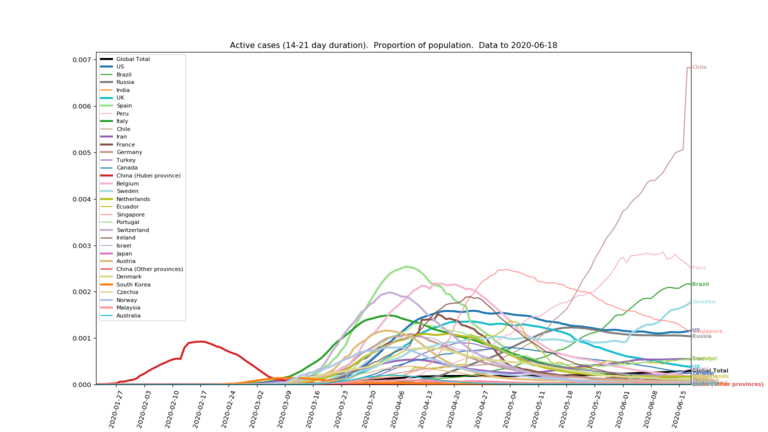 Active cases (14-21 day duration).  Proportion of population.  Data to 2020-06-18
0.007
0.006
0.005
0.004
0.003
0.002
0.001
0.000
Global Total
US
Brazil
Russia
India
UK
Spain
Peru
Italy
Chile
Iran
France
Germany
Turkey
Canada
China (Hubei province)
Belgium
Sweden
Netherlands
Ecuador
Singapore
Portugal
Switzerland
Ireland
Israel
Japan
Austria
China (Other provinces)
Denmark
South Korea
Czechia
Norway
Malaysia
Australia
Chile
Peru
Brazil
Sweden
Singapore
Russia
Global Total
2020-01-27
2020-02-03
2020-02-10
2020-02-17
2020-02-24
2020-03-02
2020-03-09
2020-03-16
2020-03-23
2020-03-30
2020-04-06
2020-04-13
2020-04-20
2020-04-27
2020-05-04
2020-05-11
2020-05-18
2020-05-25
2020-06-01
2020-06-08
2020-06-15